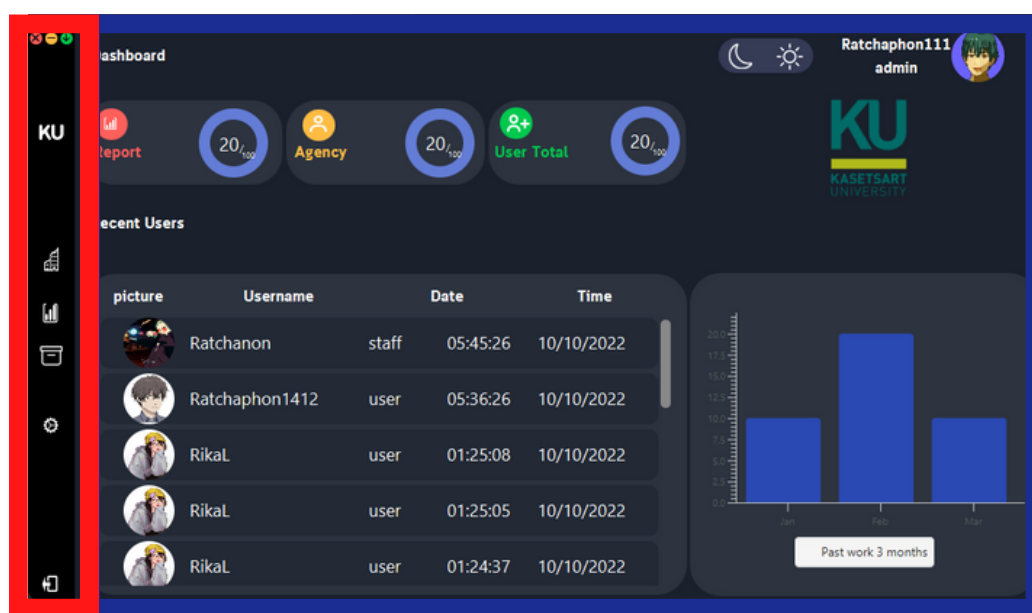 Dashboard
Ratchaphon111
admin
KU
Report
20/100
Agency
20/100
User Total
20/100
KU
KASETSART
UNIVERSITY
ecent Users
picture Username Date Time
Ratchanon staff 05:45:26 10/10/2022
Ratchaphon1412 user 05:36:26 10/10/2022
RikaL user 01:25:08 10/10/2022
RikaL user 01:25:05 10/10/2022
RikaL user 01:24:37 10/10/2022
20.0
17.5
15.0
12.5
10.0
7.5
5.0
2.5
0.0
Jan Feb Mar
Past work 3 months